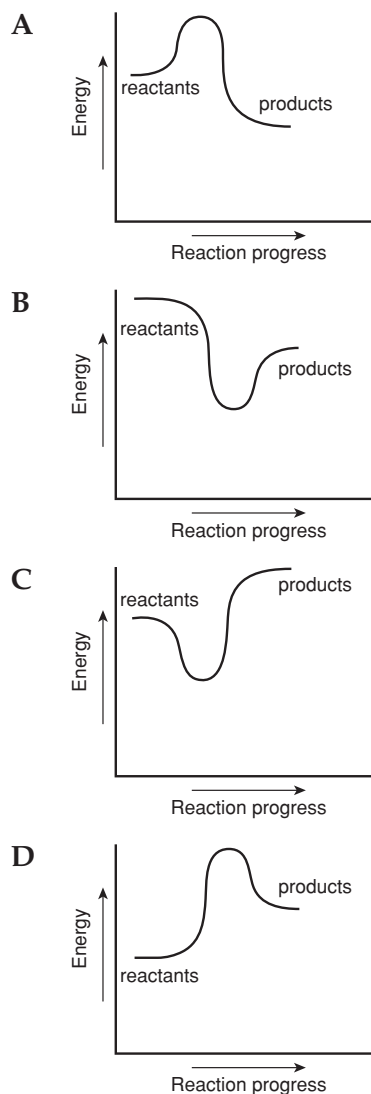 A
Energy
reactants
products
Reaction progress
B
Energy
reactants
products
Reaction progress
C
Energy
reactants
products
Reaction progress
D
Energy
reactants
products
Reaction progress